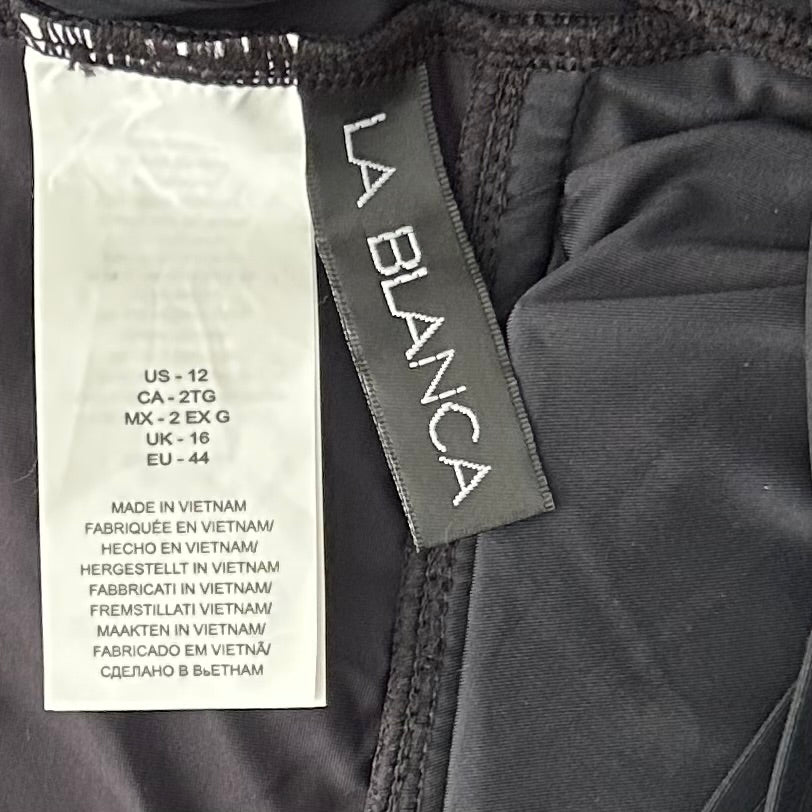 US - 12
CA - 2TG
MX - 2 EX G
UK - 16
EU - 44
MADE IN VIETNAM
FABRIQUÉE EN VIETNAM/
HECHO EN VIETNAM/
HERGESTELLT IN VIETNAM
FABBRICATI IN VIETNAM/
FREMSTILLATI VIETNAM/
MAAKTEN IN VIETNAM/
FABRICADO EM VIETNÃ/
СДЕЛАНО В ВЬЕТНАМ
LA BLANCA